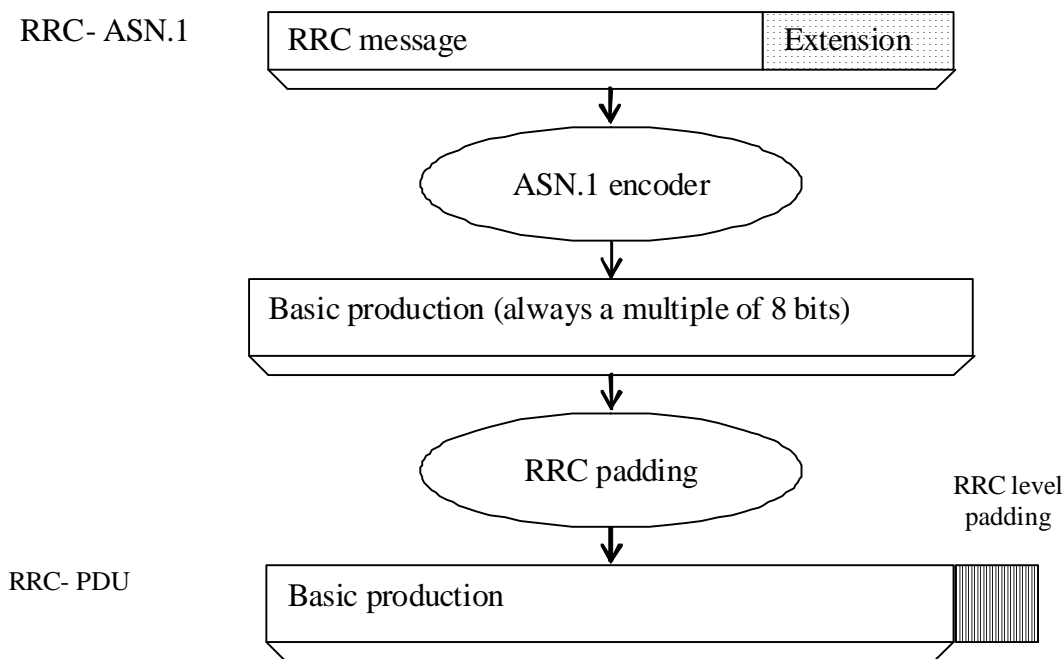 RRC- ASN.1
RRC message
Extension
ASN.1 encoder
Basic production (always a multiple of 8 bits)
RRC padding
RRC level
padding
RRC- PDU
Basic production